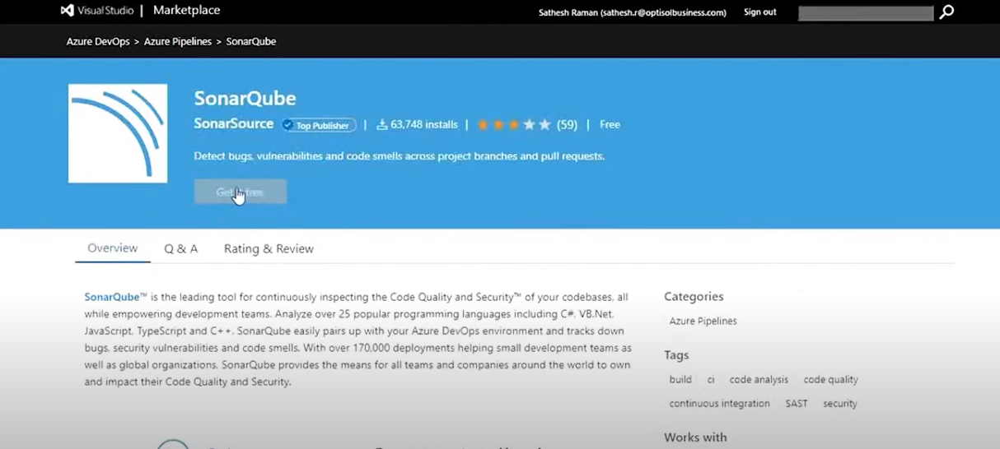 Visual Studio | Marketplace
Sathesh Raman (sathesh.r@optisolbusiness.com) Sign out
Azure DevOps > Azure Pipelines > SonarQube
SonarQube
SonarSource Top Publisher | 63,748 installs | (59) | Free
Detect bugs, vulnerabilities and code smells across project branches and pull requests.
Get free
Overview Q & A Rating & Review
SonarQube™ is the leading tool for continuously inspecting the Code Quality and Security™ of your codebases, all
while empowering development teams. Analyze over 25 popular programming languages including C#, VB.Net,
JavaScript, TypeScript and C++. SonarQube easily pairs up with your Azure DevOps environment and tracks down
bugs, security vulnerabilities and code smells. With over 170,000 deployments helping small development teams as
well as global organizations, SonarQube provides the means for all teams and companies around the world to own
and impact their Code Quality and Security.
Categories
Azure Pipelines
Tags
build ci code analysis code quality
continuous integration SAST security
Works with